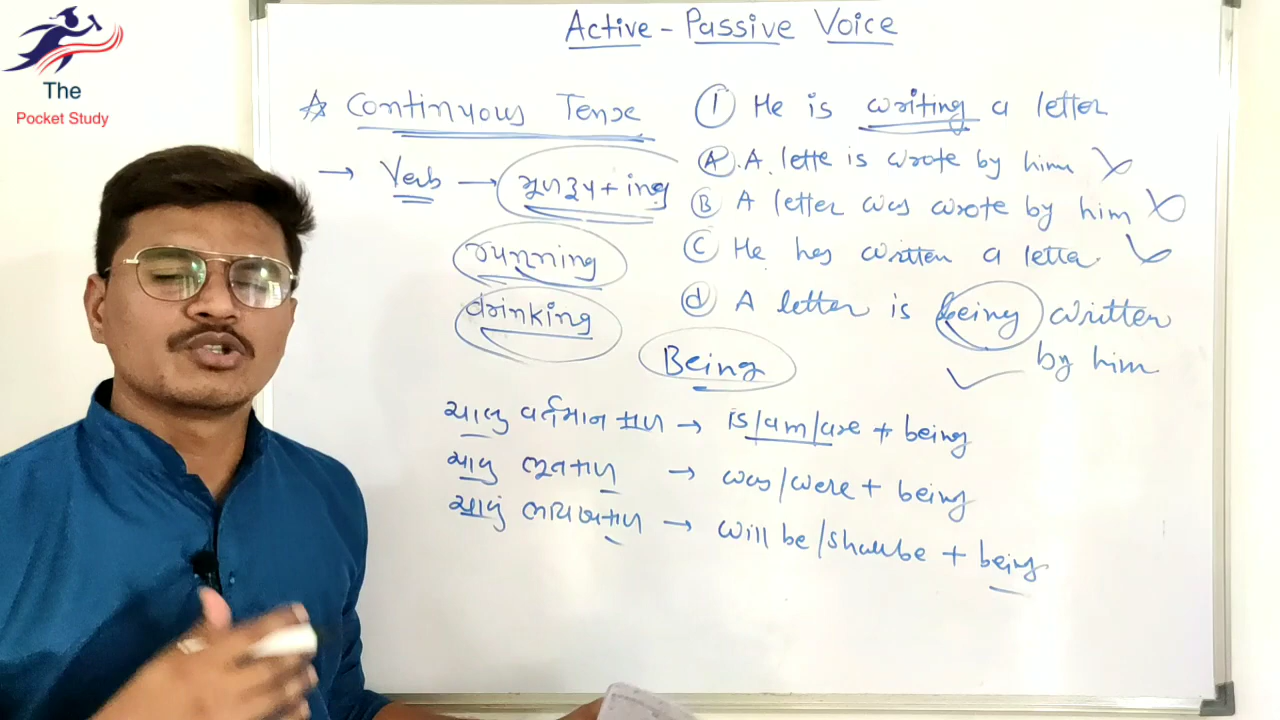 The
Pocket Study
Active - Passive Voice
☆ Continuous Tense
→ Verb → મૂળરૂપ + ing
running
drinking
① He is writing a letter
Ⓐ. A. lette is wrote by him ✗
Ⓑ A letter was wrote by him ✗
Ⓒ He has written a letter.
ⓓ A letter is being written
by him ✓
Being
ચાલુ વર્તમાન કાળ → is/am/are + being
ચાલુ ભૂતકાળ → was/were + being
ચાલુ ભવિષ્યકાળ → will be/shall be + being